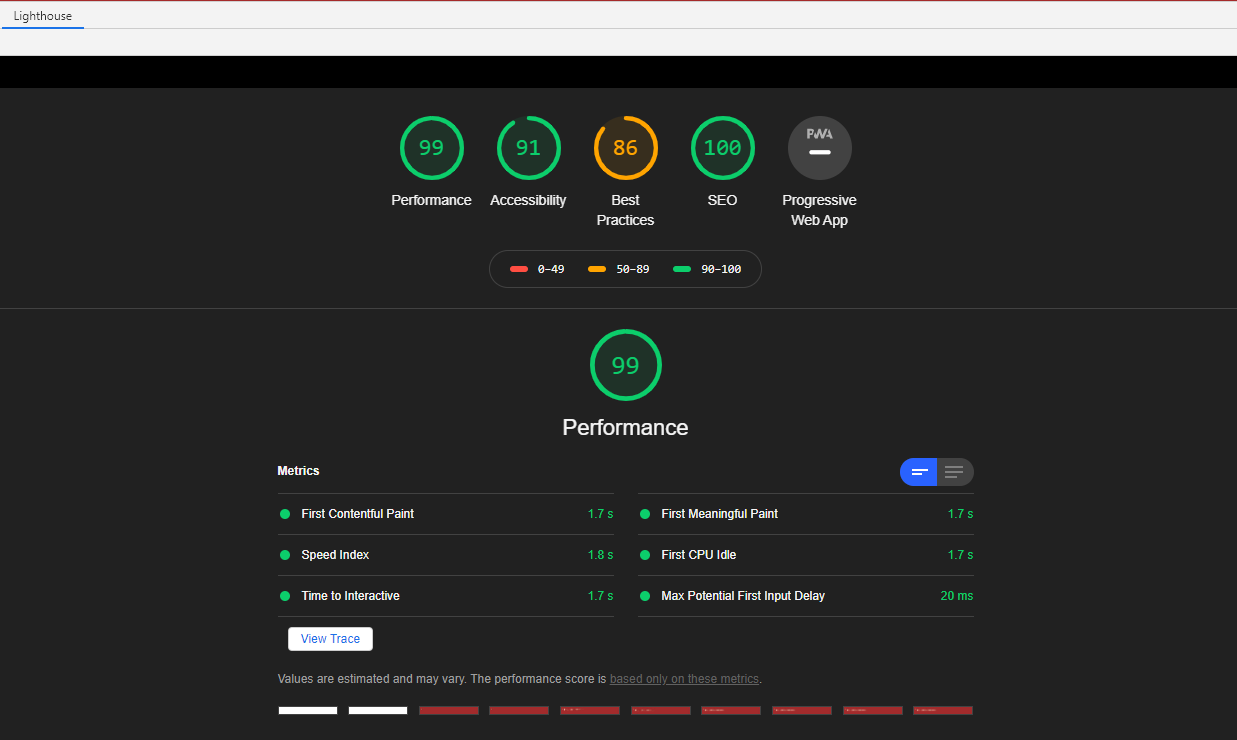 Lighthouse
99
91
86
100
PWA
Performance
Accessibility
Best
Practices
SEO
Progressive
Web App
0–49
50–89
90–100
99
Performance
Metrics
First Contentful Paint 1.7 s
First Meaningful Paint 1.7 s
Speed Index 1.8 s
First CPU Idle 1.7 s
Time to Interactive 1.7 s
Max Potential First Input Delay 20 ms
View Trace
Values are estimated and may vary. The performance score is based only on these metrics.